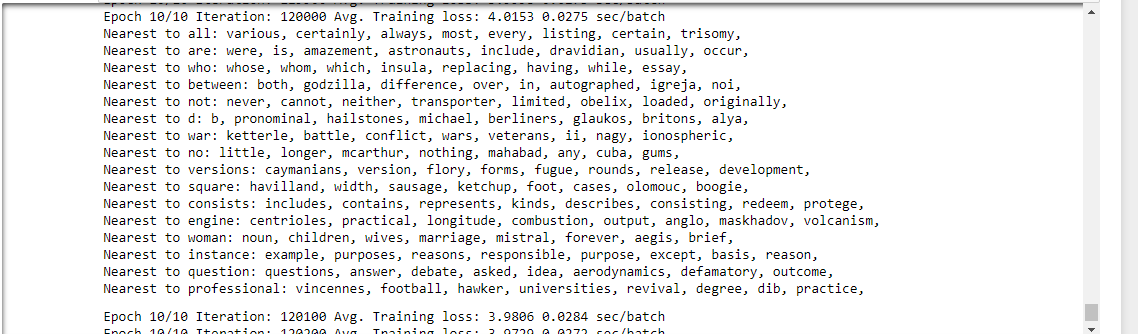 Epoch 10/10 Iteration: 120000 Avg. Training loss: 4.0153 0.0275 sec/batch
Nearest to all: various, certainly, always, most, every, listing, certain, trisomy,
Nearest to are: were, is, amazement, astronauts, include, dravidian, usually, occur,
Nearest to who: whose, whom, which, insula, replacing, having, while, essay,
Nearest to between: both, godzilla, difference, over, in, autographed, igreja, noi,
Nearest to not: never, cannot, neither, transporter, limited, obelix, loaded, originally,
Nearest to d: b, pronominal, hailstones, michael, berliners, glaukos, britons, alya,
Nearest to war: ketterle, battle, conflict, wars, veterans, ii, nagy, ionospheric,
Nearest to no: little, longer, mcarthur, nothing, mahabad, any, cuba, gums,
Nearest to versions: caymanians, version, flory, forms, fugue, rounds, release, development,
Nearest to square: havilland, width, sausage, ketchup, foot, cases, olomouc, boogie,
Nearest to consists: includes, contains, represents, kinds, describes, consisting, redeem, protege,
Nearest to engine: centrioles, practical, longitude, combustion, output, anglo, maskhadov, volcanism,
Nearest to woman: noun, children, wives, marriage, mistral, forever, aegis, brief,
Nearest to instance: example, purposes, reasons, responsible, purpose, except, basis, reason,
Nearest to question: questions, answer, debate, asked, idea, aerodynamics, defamatory, outcome,
Nearest to professional: vincennes, football, hawker, universities, revival, degree, dib, practice,
Epoch 10/10 Iteration: 120100 Avg. Training loss: 3.9806 0.0284 sec/batch
Epoch 10/10 Iteration: 120200 Avg. Training loss: 3.9729 0.0272 sec/batch